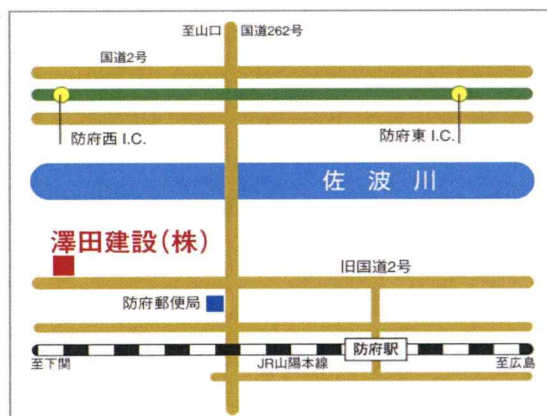 至山口 国道262号
国道2号
防府西 I.C.
防府東 I.C.
佐波川
澤田建設(株)
旧国道2号
防府郵便局
防府駅
至下関
JR山陽本線
至広島